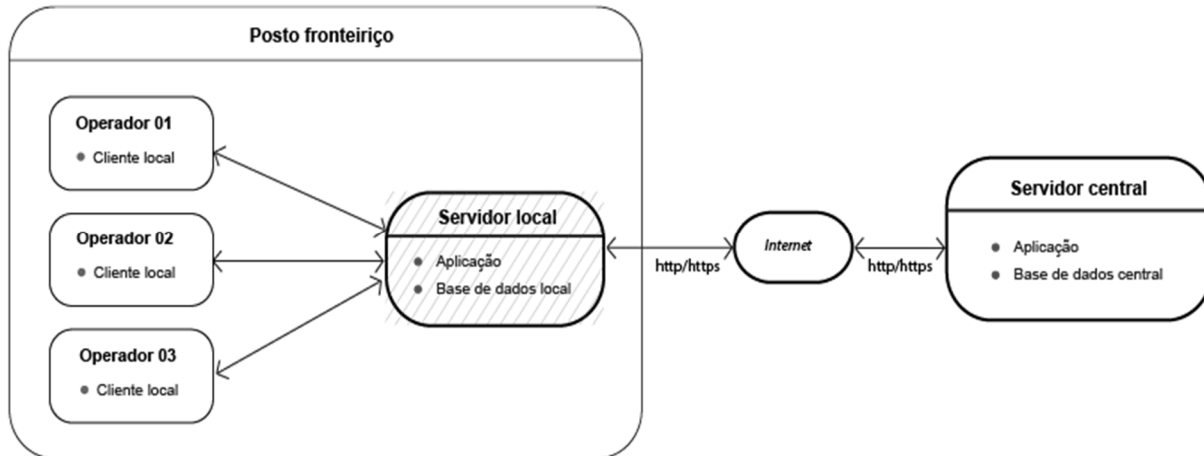 Posto fronteiriço
Operador 01
Cliente local
Operador 02
Cliente local
Operador 03
Cliente local
Servidor local
Aplicação
Base de dados local
http/https
Internet
http/https
Servidor central
Aplicação
Base de dados central